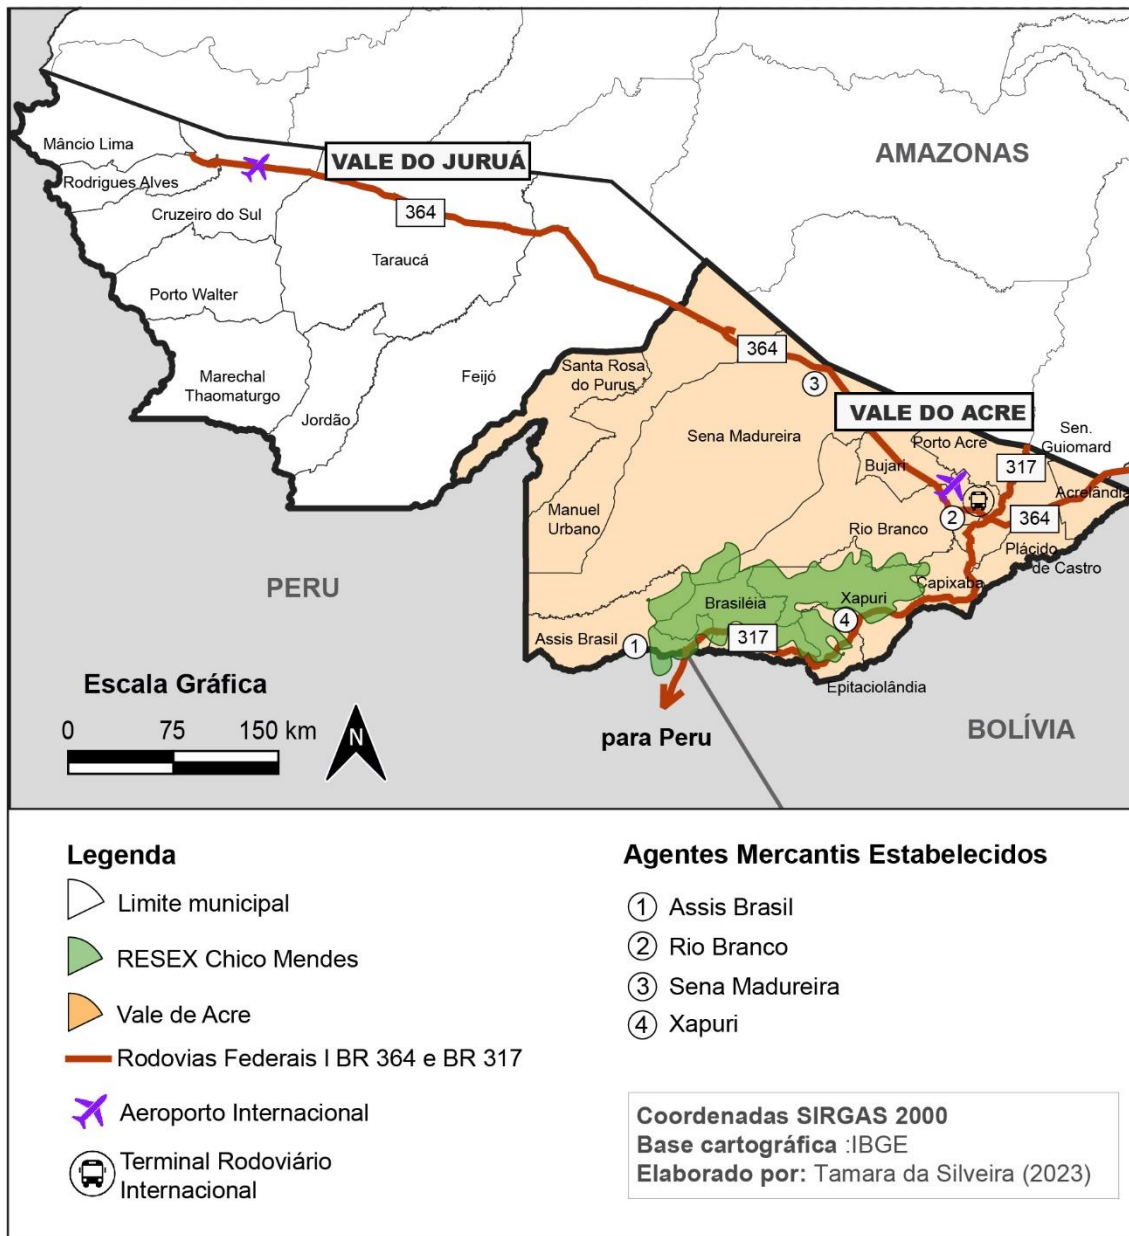 Mâncio Lima
VALE DO JURUÁ
AMAZONAS
Rodrigues Alves
364
Cruzeiro do Sul
Taraucá
Porto Walter
364
Santa Rosa
do Purus
Marechal
Thaomaturgo
Feijó
3
VALE DO ACRE
Jordão
Sena Madureira
Porto Acre
Sen.
Guiomard
Bujari
317
Acrelândia
Manuel
Urbano
2
364
Rio Branco
Plácido
de Castro
PERU
Capixaba
Brasiléia
Xapuri
4
Assis Brasil
1
317
Epitaciolândia
Escala Gráfica
0 75 150 km
N
para Peru
BOLÍVIA
Legenda
Limite municipal
RESEX Chico Mendes
Vale de Acre
Rodovias Federais I BR 364 e BR 317
Aeroporto Internacional
Terminal Rodoviário
Internacional
Agentes Mercantis Estabelecidos
1 Assis Brasil
2 Rio Branco
3 Sena Madureira
4 Xapuri
Coordenadas SIRGAS 2000
Base cartográfica :IBGE
Elaborado por: Tamara da Silveira (2023)